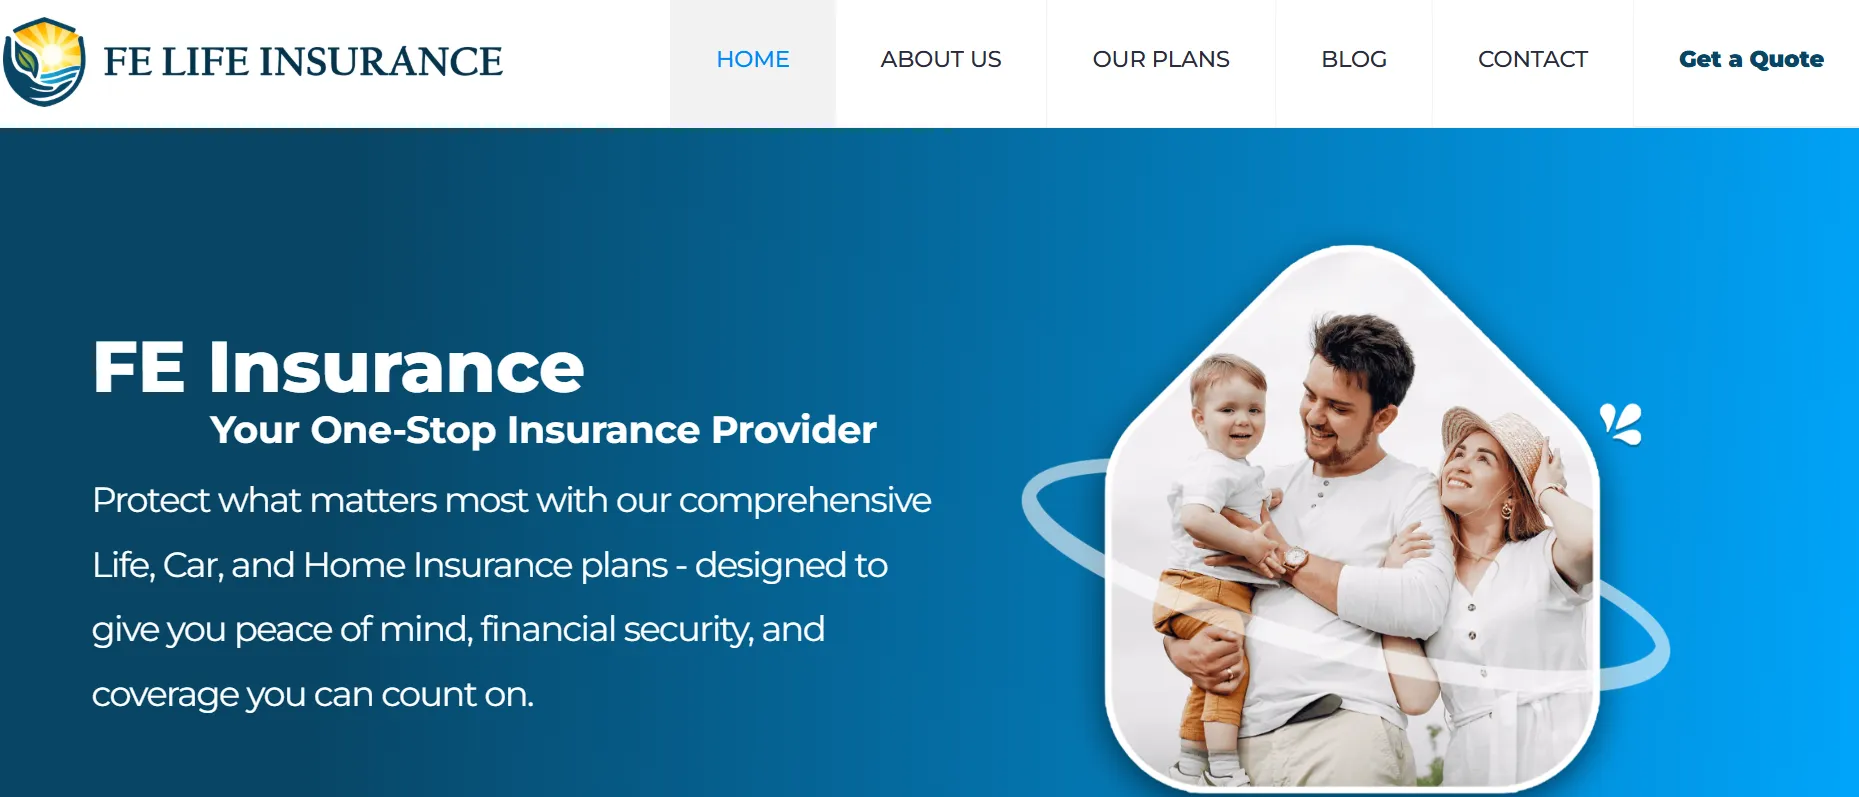 FE LIFE INSURANCE
HOME
ABOUT US
OUR PLANS
BLOG
CONTACT
Get a Quote
FE Insurance
Your One-Stop Insurance Provider
Protect what matters most with our comprehensive
Life, Car, and Home Insurance plans - designed to
give you peace of mind, financial security, and
coverage you can count on.